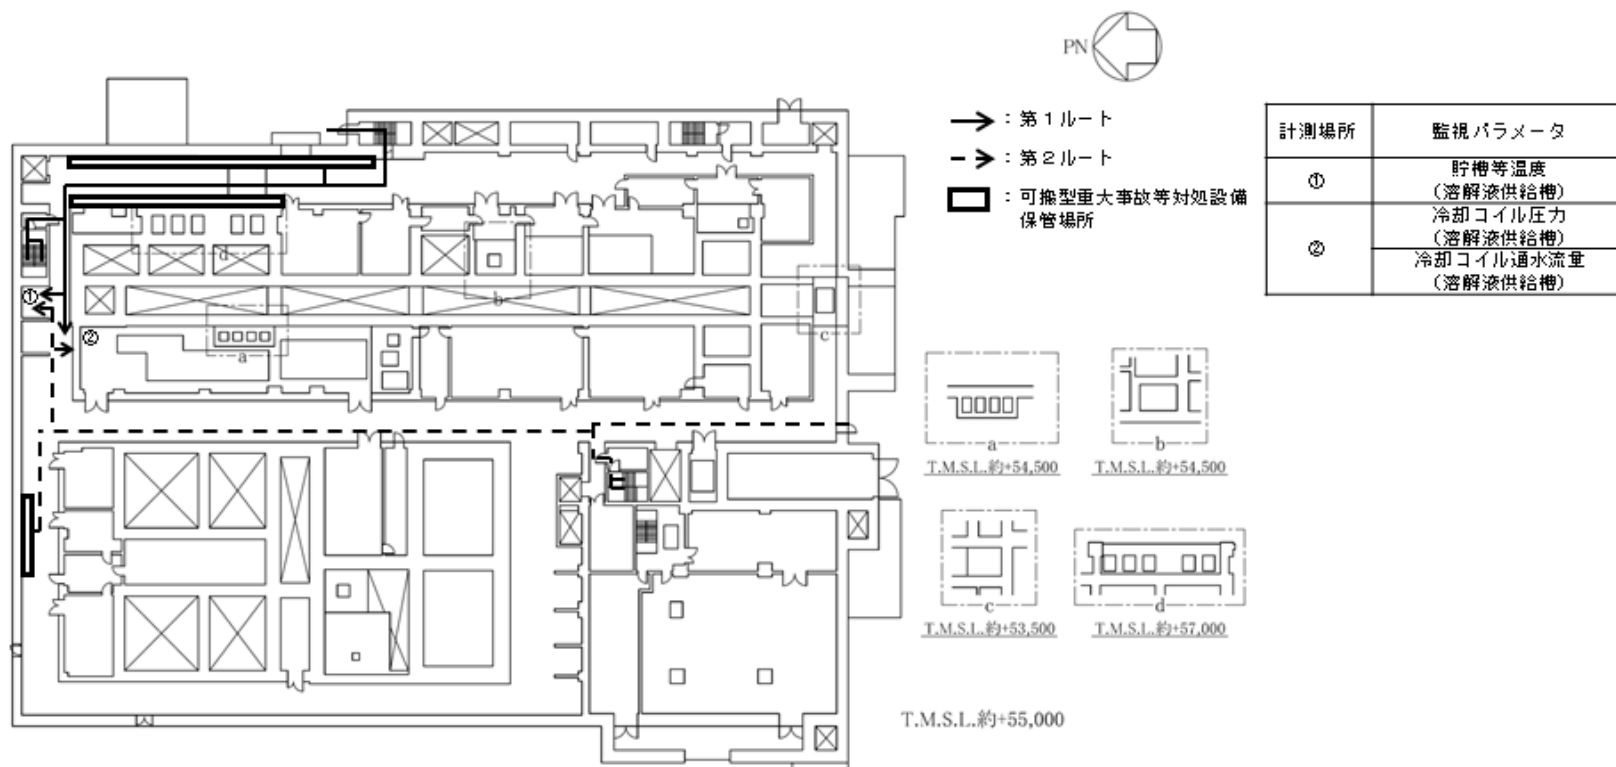 PN
：第１ルート
：第２ルート
：可搬型重大事故等対処設備
保管場所
計測場所
監視パラメータ
①
貯槽等温度
（溶解液供給槽）
②
冷却コイル圧力
（溶解液供給槽）
冷却コイル通水流量
（溶解液供給槽）
d
b
c
a
①
②
a
T.M.S.L.約+54,500
b
T.M.S.L.約+54,500
c
T.M.S.L.約+53,500
d
T.M.S.L.約+57,000
T.M.S.L.約+55,000